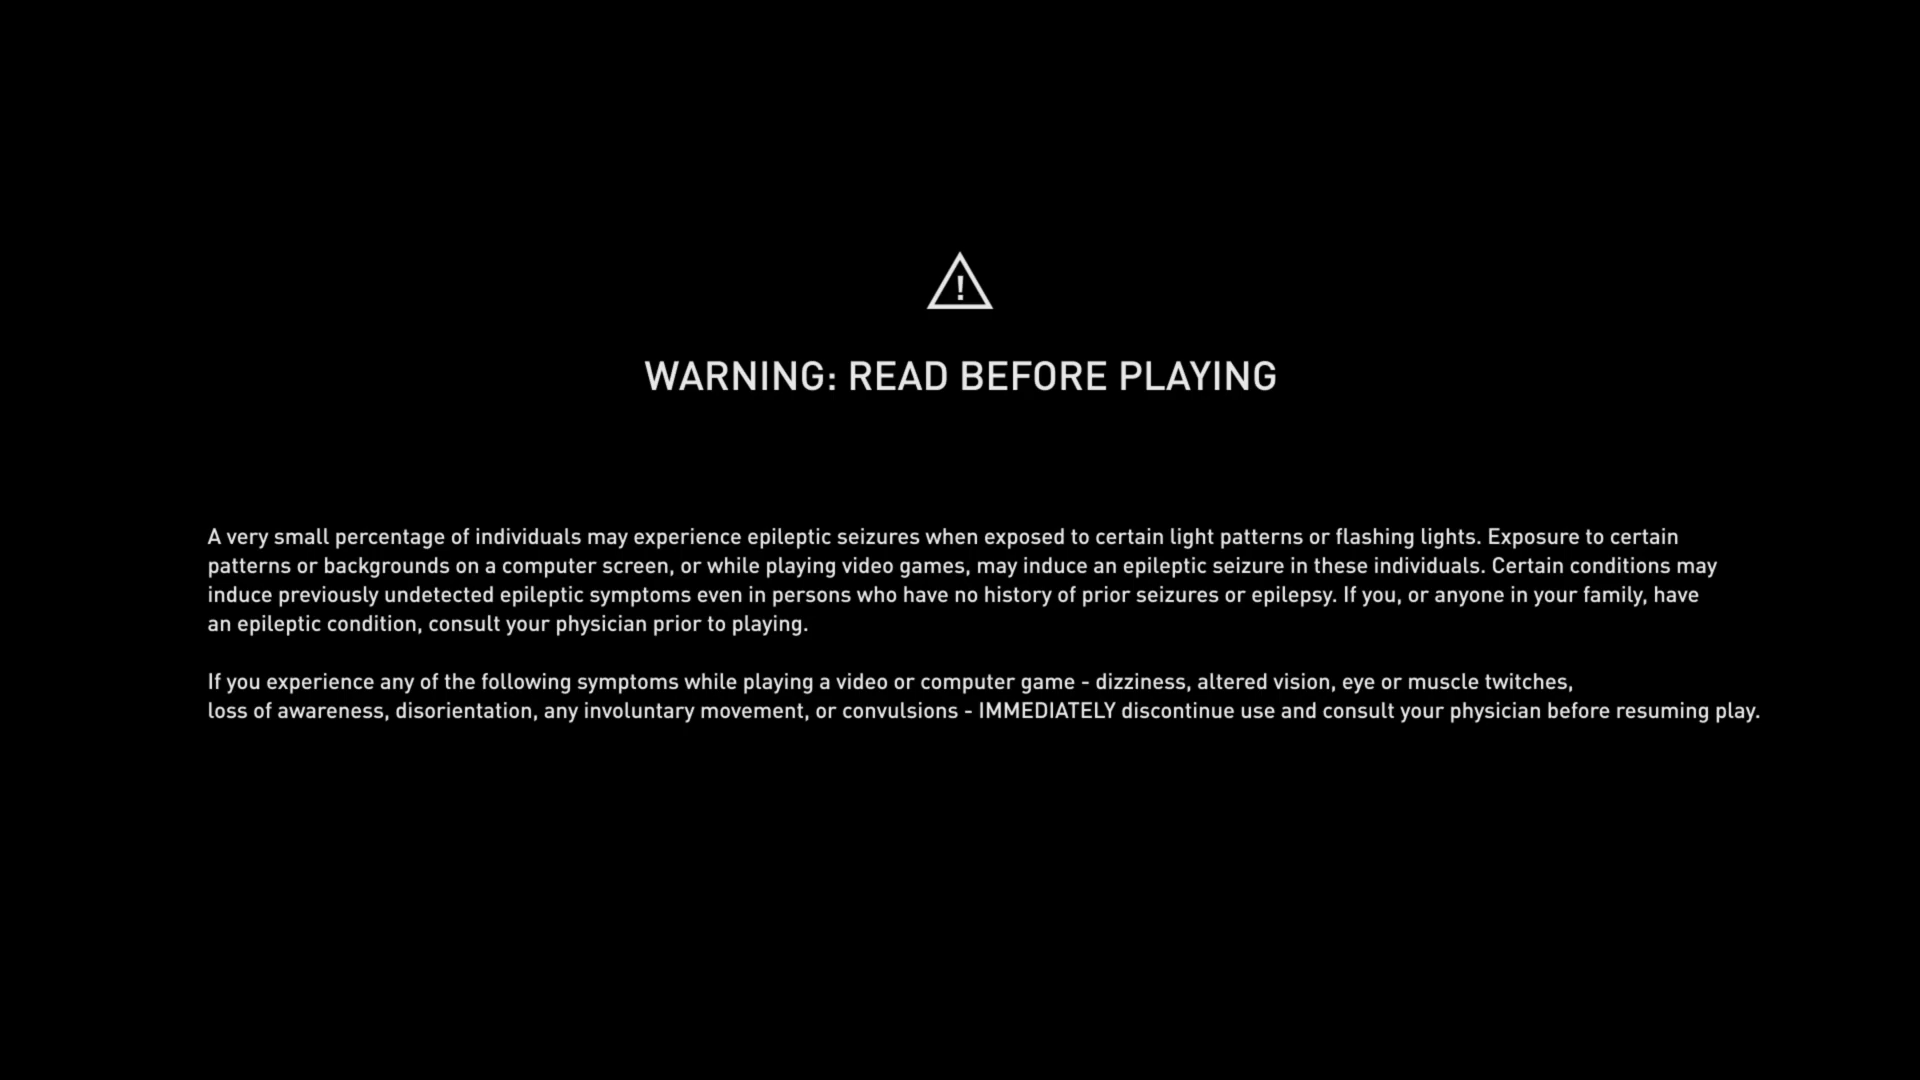 !
WARNING: READ BEFORE PLAYING
A very small percentage of individuals may experience epileptic seizures when exposed to certain light patterns or flashing lights. Exposure to certain
patterns or backgrounds on a computer screen, or while playing video games, may induce an epileptic seizure in these individuals. Certain conditions may
induce previously undetected epileptic symptoms even in persons who have no history of prior seizures or epilepsy. If you, or anyone in your family, have
an epileptic condition, consult your physician prior to playing.
If you experience any of the following symptoms while playing a video or computer game - dizziness, altered vision, eye or muscle twitches,
loss of awareness, disorientation, any involuntary movement, or convulsions - IMMEDIATELY discontinue use and consult your physician before resuming play.